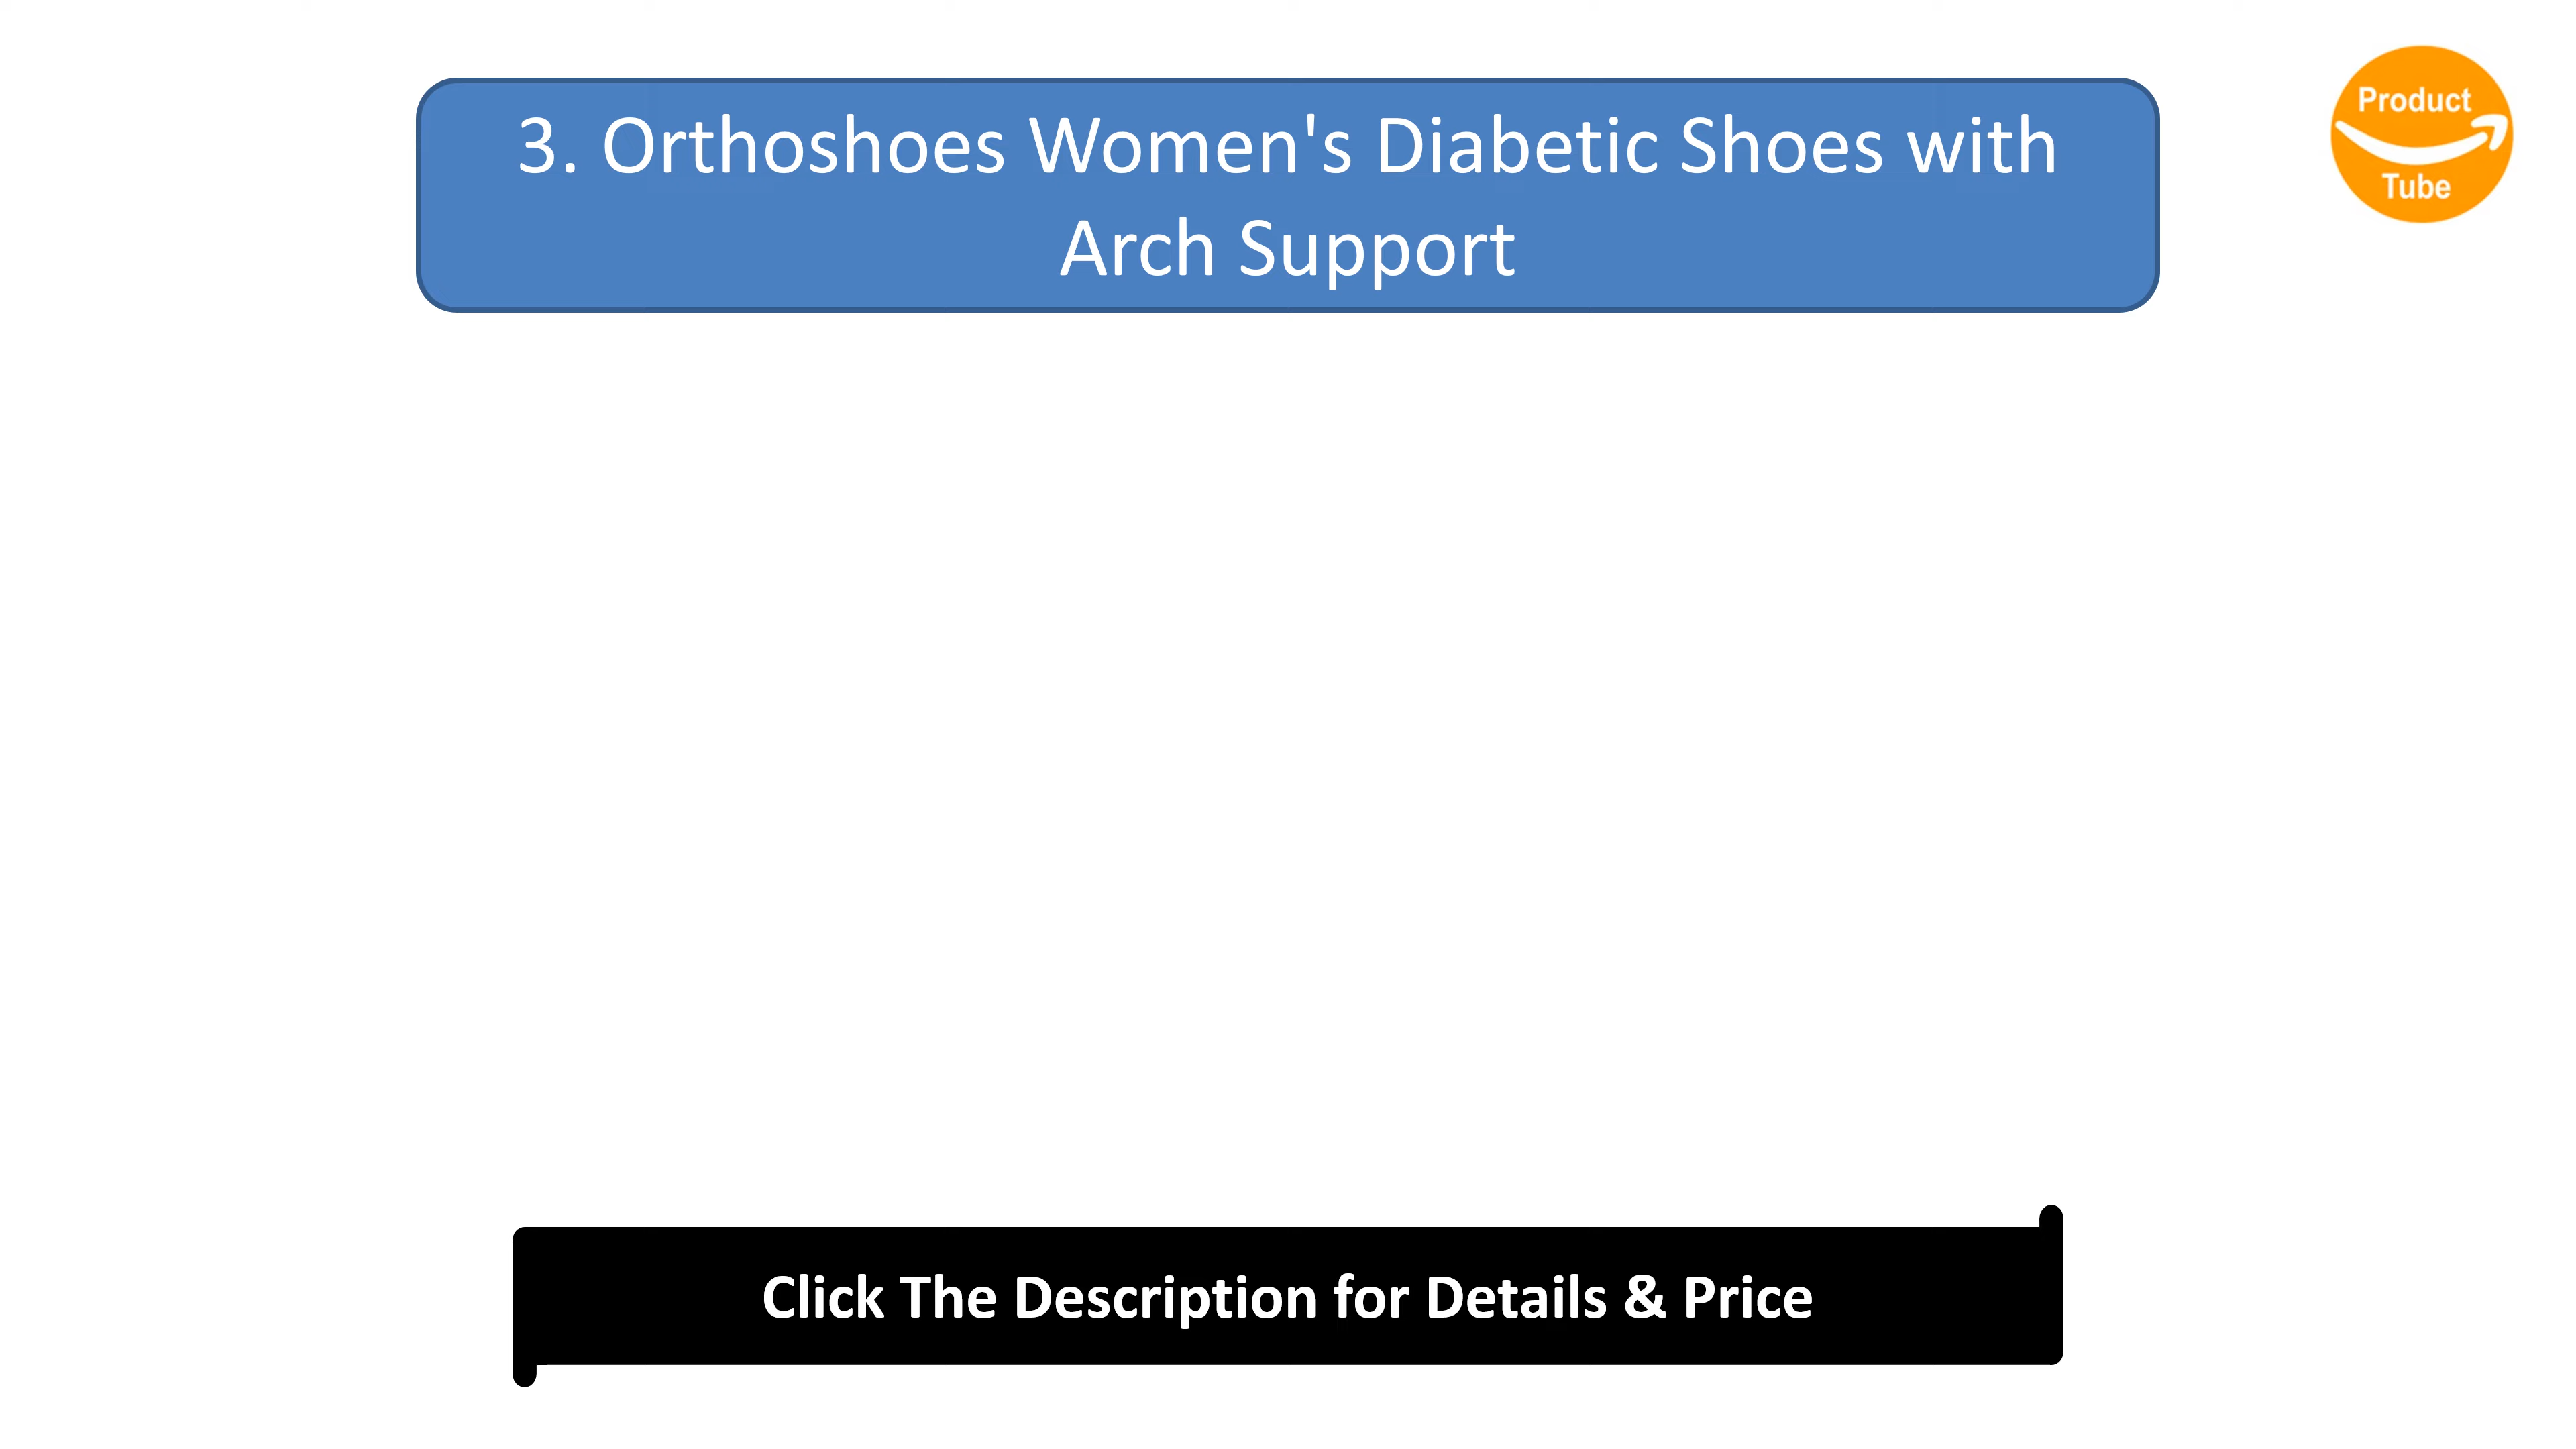 3. Orthoshoes Women's Diabetic Shoes with
Arch Support
Product
Tube
Click The Description for Details & Price